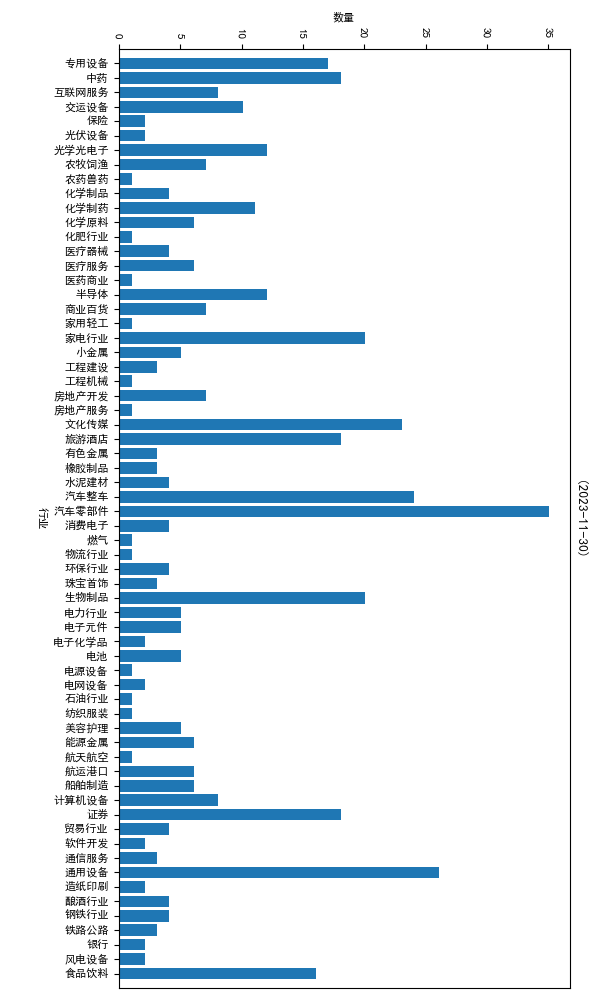 数量
0
5
10
15
20
25
30
35
专用设备
中药
互联网服务
交运设备
保险
光伏设备
光学光电子
农牧饲渔
农药兽药
化学制品
化学制药
化学原料
化肥行业
医疗器械
医疗服务
医药商业
半导体
商业百货
家用轻工
家电行业
小金属
工程建设
工程机械
房地产开发
房地产服务
文化传媒
旅游酒店
有色金属
橡胶制品
水泥建材
汽车整车
汽车零部件
消费电子
燃气
物流行业
环保行业
珠宝首饰
生物制品
电力行业
电子元件
电子化学品
电池
电源设备
电网设备
石油行业
纺织服装
美容护理
能源金属
航天航空
航运港口
船舶制造
计算机设备
证券
贸易行业
软件开发
通信服务
通用设备
造纸印刷
酿酒行业
钢铁行业
铁路公路
银行
风电设备
食品饮料
行业
(2023-11-30)